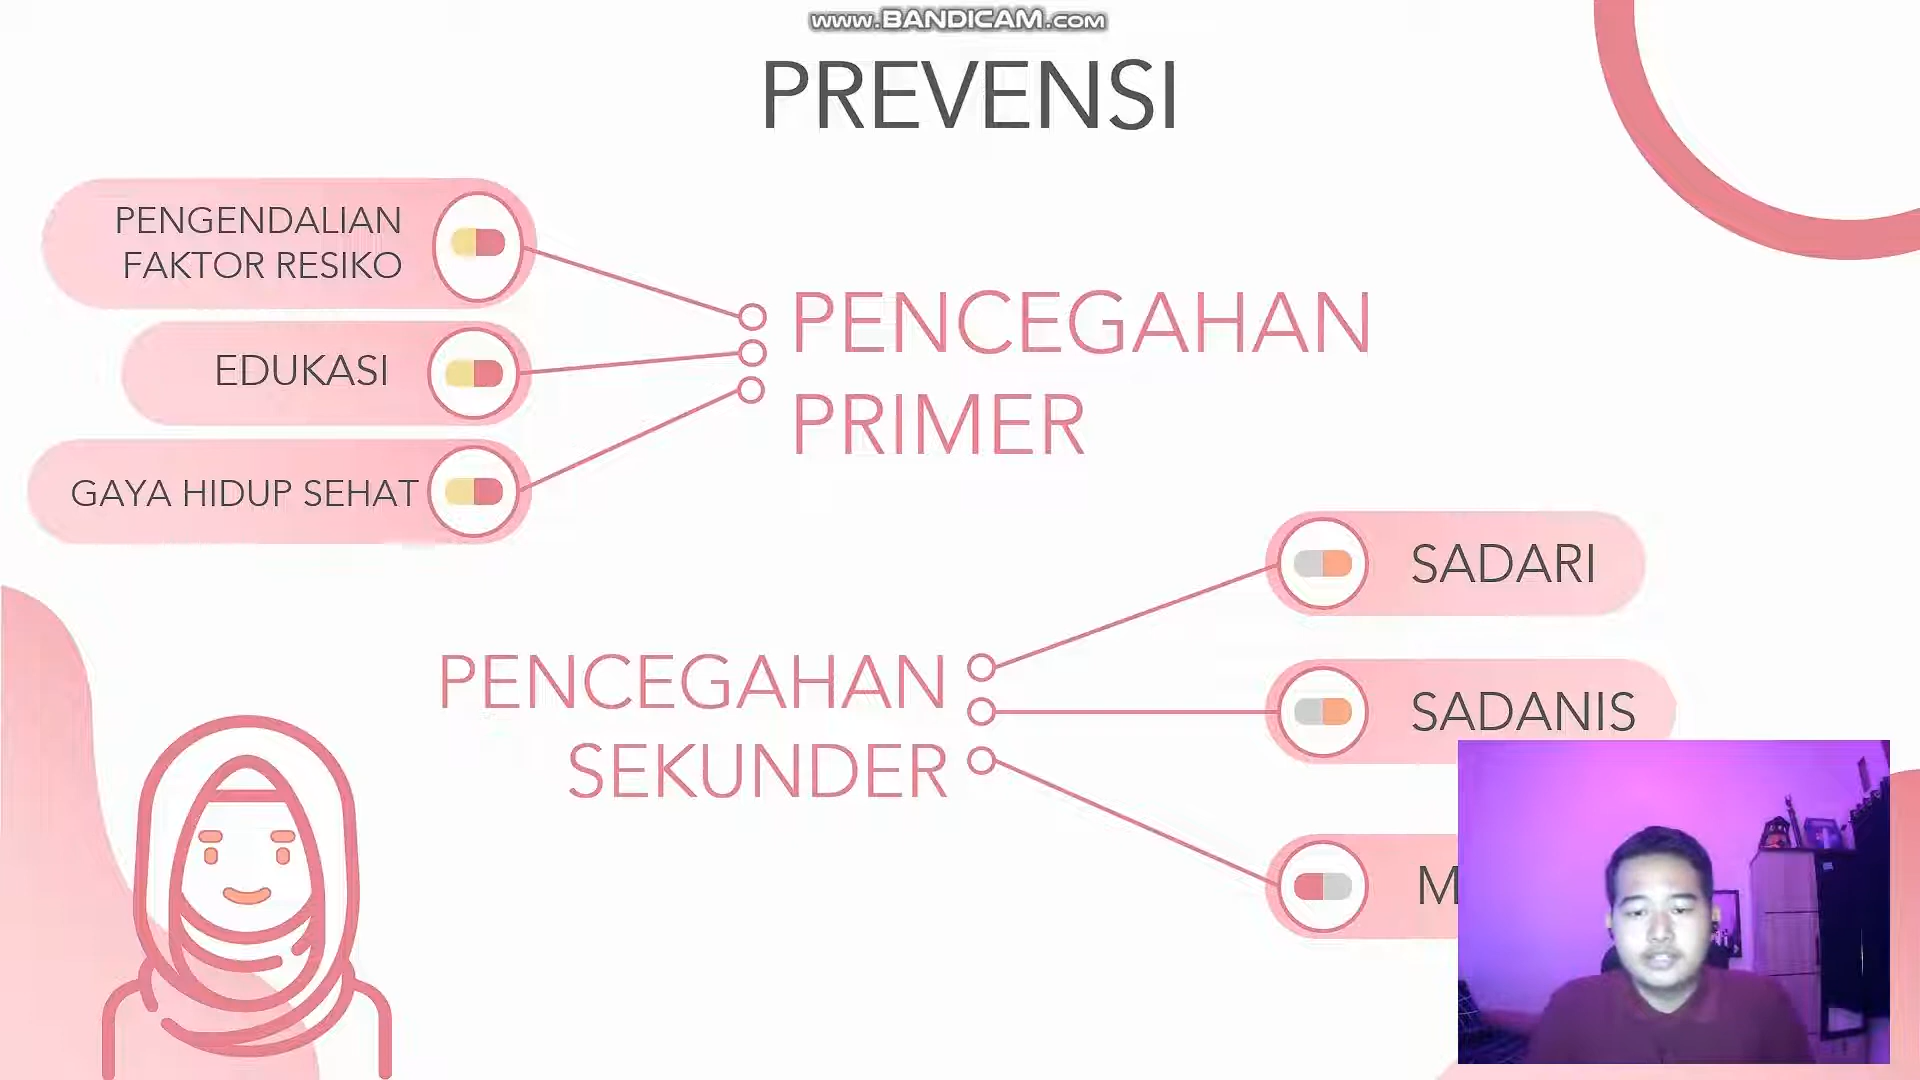 www.BANDICAM.com
PREVENSI
PENGENDALIAN
FAKTOR RESIKO
EDUKASI
GAYA HIDUP SEHAT
PENCEGAHAN
PRIMER
PENCEGAHAN
SEKUNDER
SADARI
SADANIS